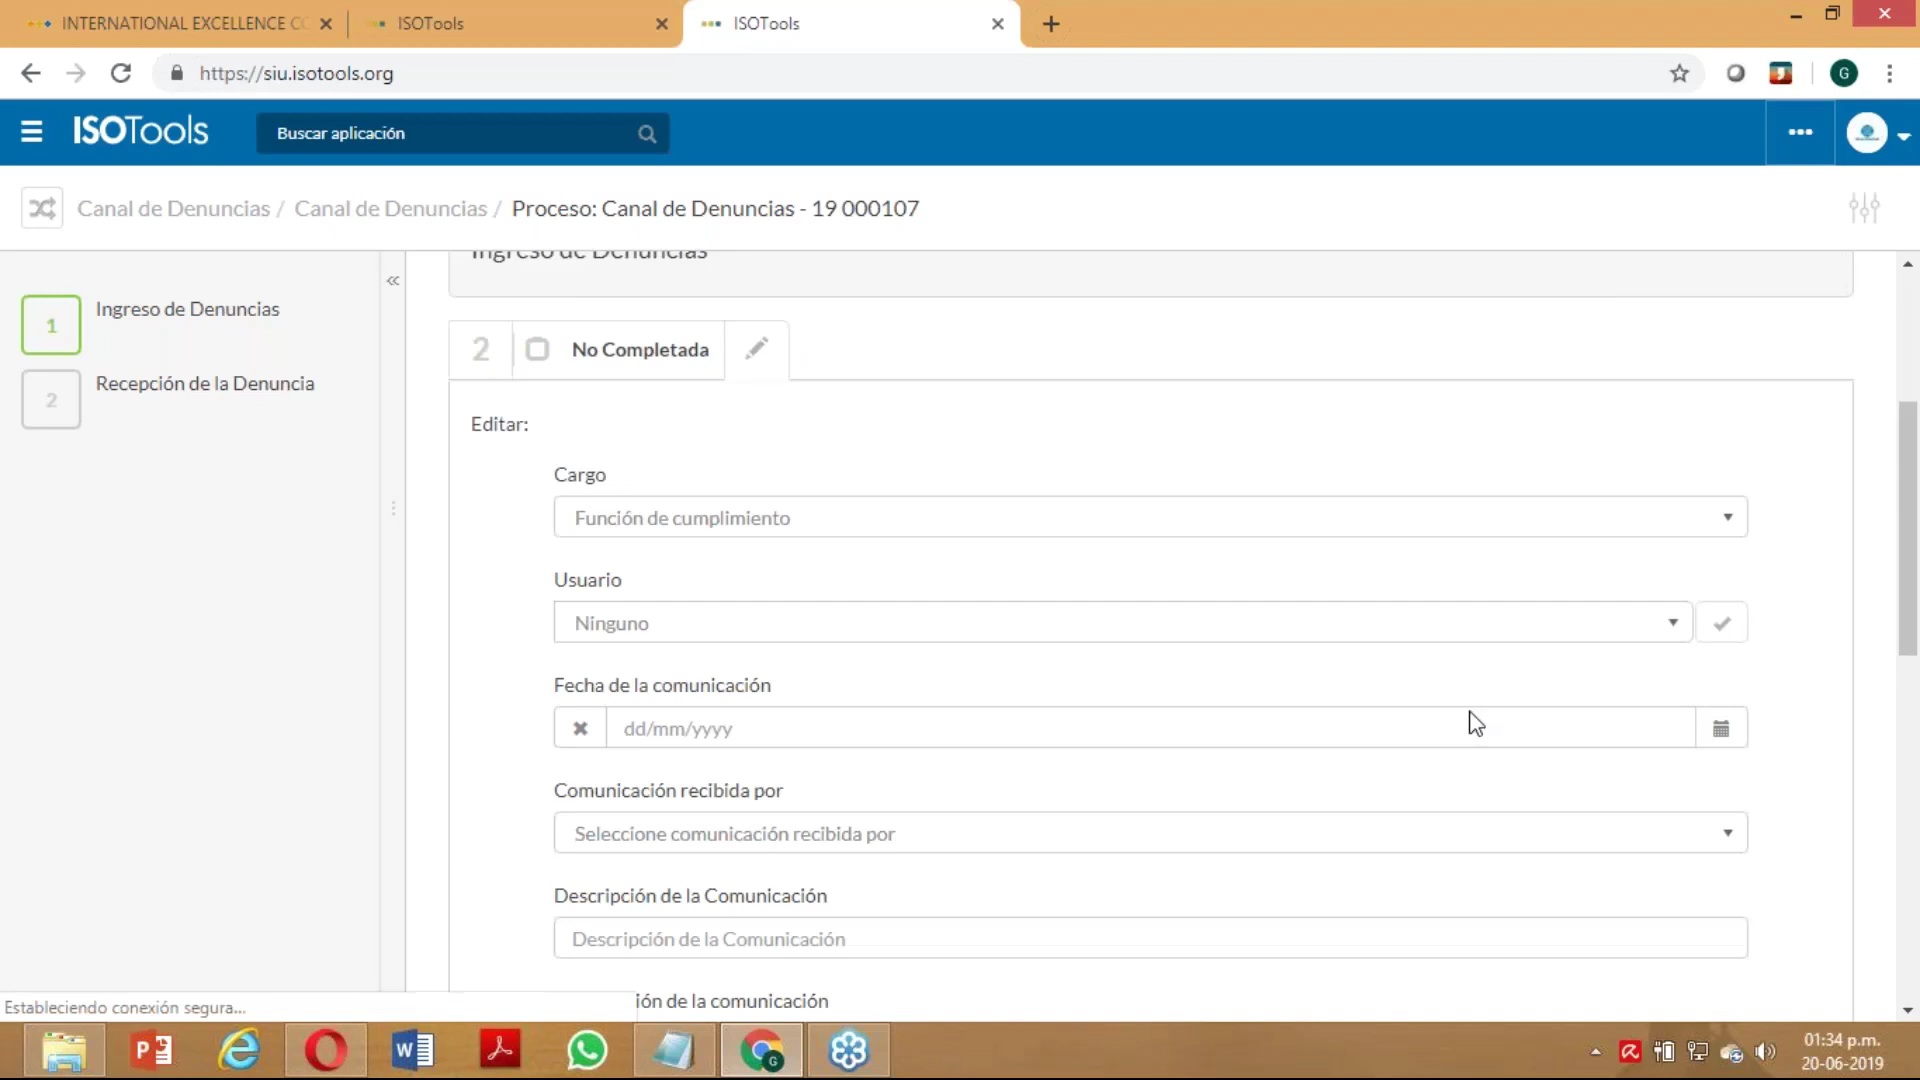 INTERNATIONAL EXCELLENCE CO
ISOTools
ISOTools
https://siu.isotools.org
G
ISOTools
Buscar aplicación
Canal de Denuncias / Canal de Denuncias / Proceso: Canal de Denuncias - 19 000107
1
Ingreso de Denuncias
2
Recepción de la Denuncia
Ingreso de Denuncias
2
No Completada
Editar:
Cargo
Función de cumplimiento
Usuario
Ninguno
Fecha de la comunicación
dd/mm/yyyy
Comunicación recibida por
Seleccione comunicación recibida por
Descripción de la Comunicación
Descripción de la Comunicación
ión de la comunicación
Estableciendo conexión segura...
01:34 p.m.
20-06-2019